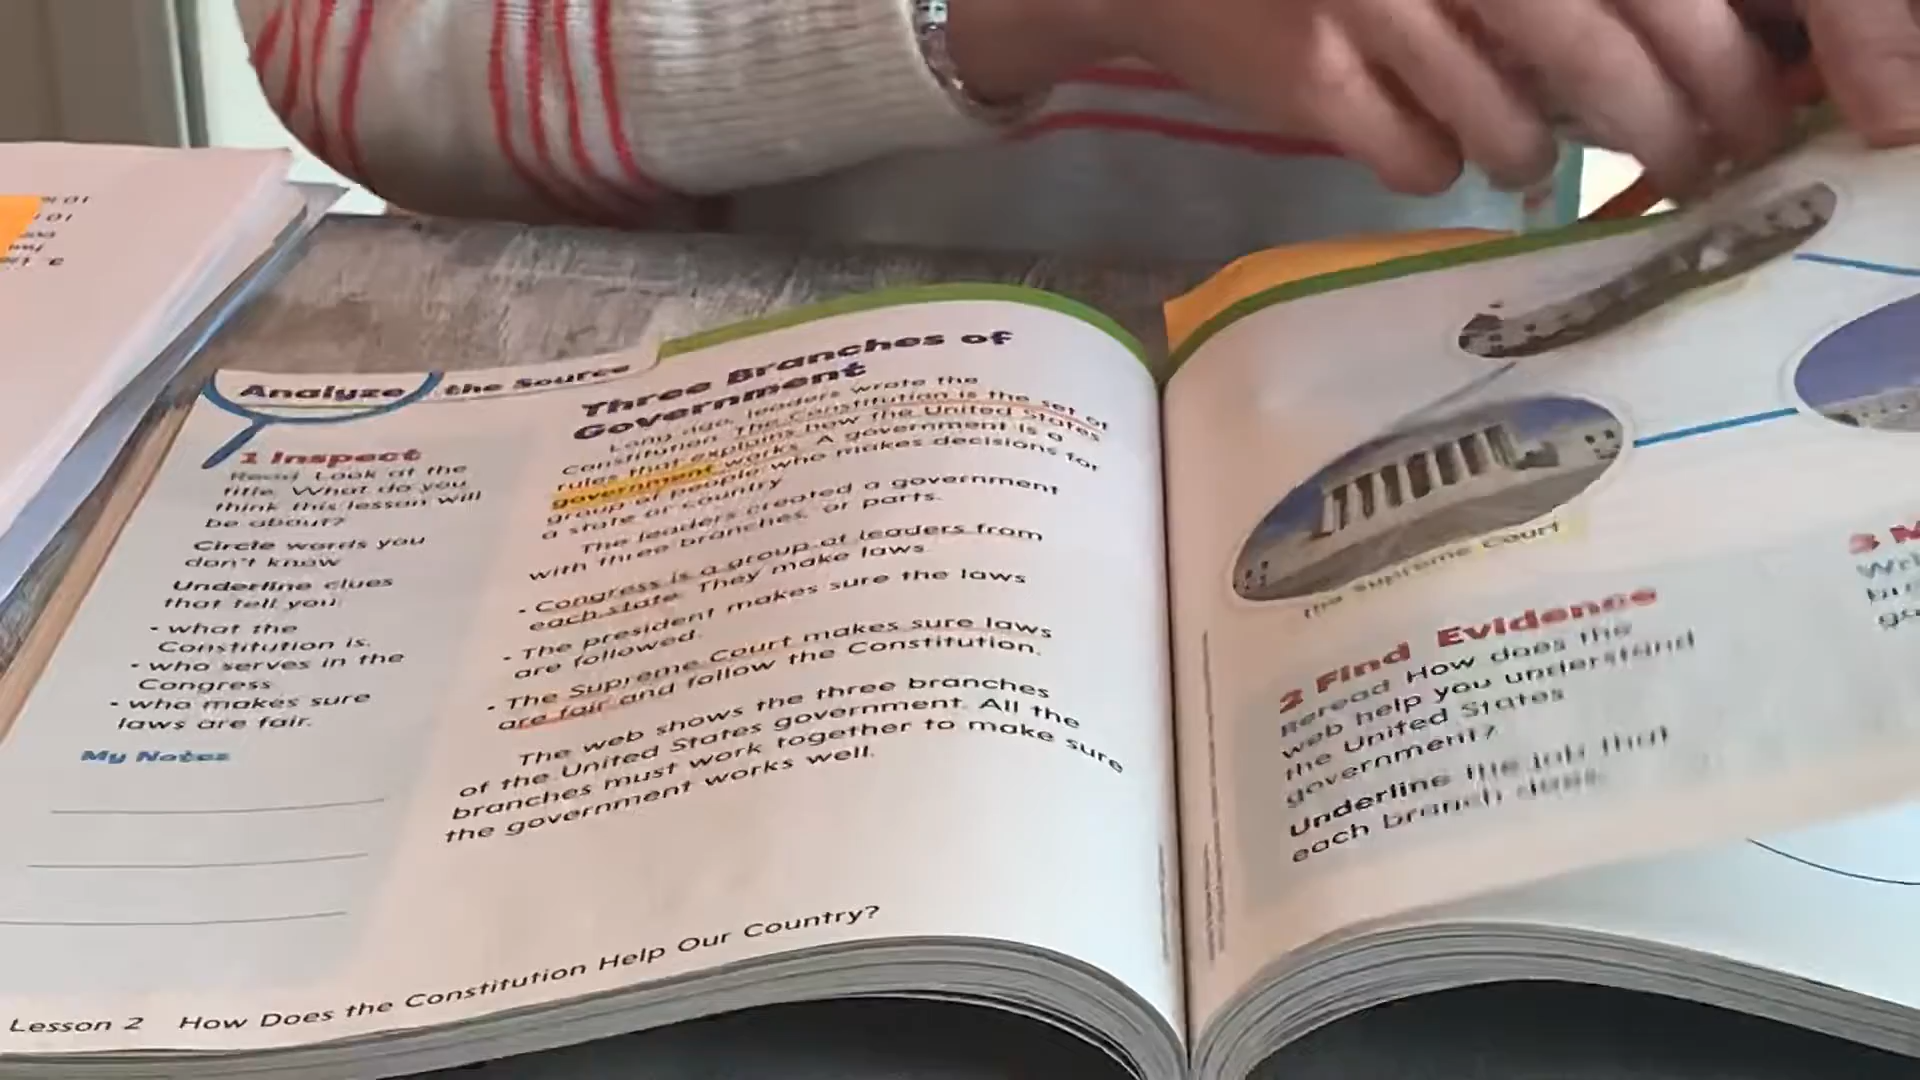 Analyze the Source
1 Inspect
Read Look at the
title. What do you
think this lesson will
be about?
Circle words you
don't know
Underline clues
that tell you:
• what the
Constitution is.
• who serves in the
Congress
• who makes sure
laws are fair.
My Notes
Three Branches of
Government
Long ago, leaders wrote the
Constitution. The Constitution is the set of
rules that explains how the United States
government works. A government is a
group of people who makes decisions for
a state or country
The leaders created a government
with three branches, or parts.
• Congress is a group of leaders from
each state. They make laws
• The president makes sure the laws
are followed.
• The Supreme Court makes sure laws
are fair and follow the Constitution.
The web shows the three branches
of the United States government. All the
branches must work together to make sure
the government works well.
Lesson 2 How Does the Constitution Help Our Country?
The Supreme Court
2 Find Evidence
Reread How does the
web help you understand
the United States
government?
Underline the job that
each branch does.
3